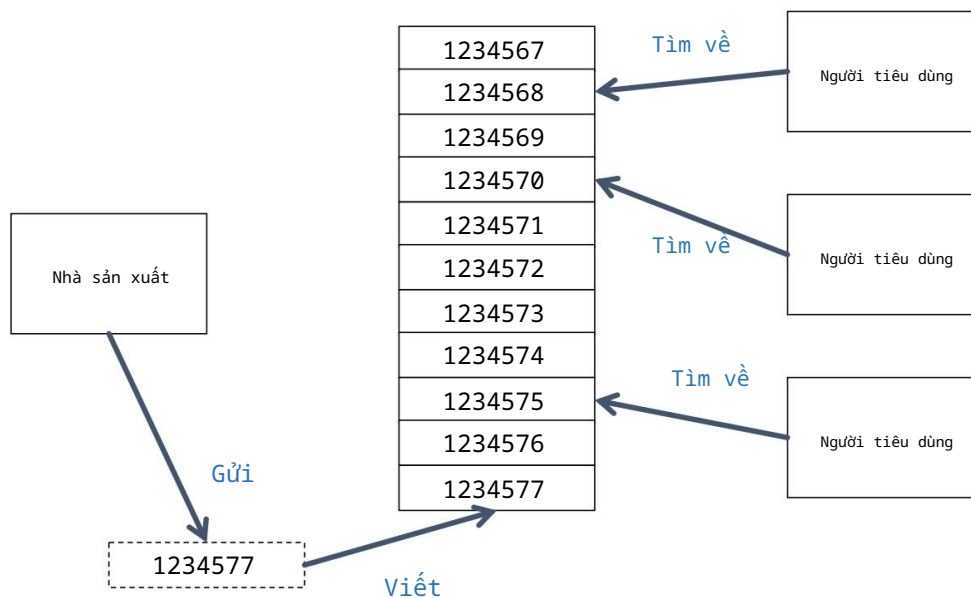 1234567
1234568
1234569
1234570
1234571
1234572
1234573
1234574
1234575
1234576
1234577
Tìm về
Người tiêu dùng
Tìm về
Người tiêu dùng
Tìm về
Người tiêu dùng
Nhà sản xuất
Gửi
1234577
Viết